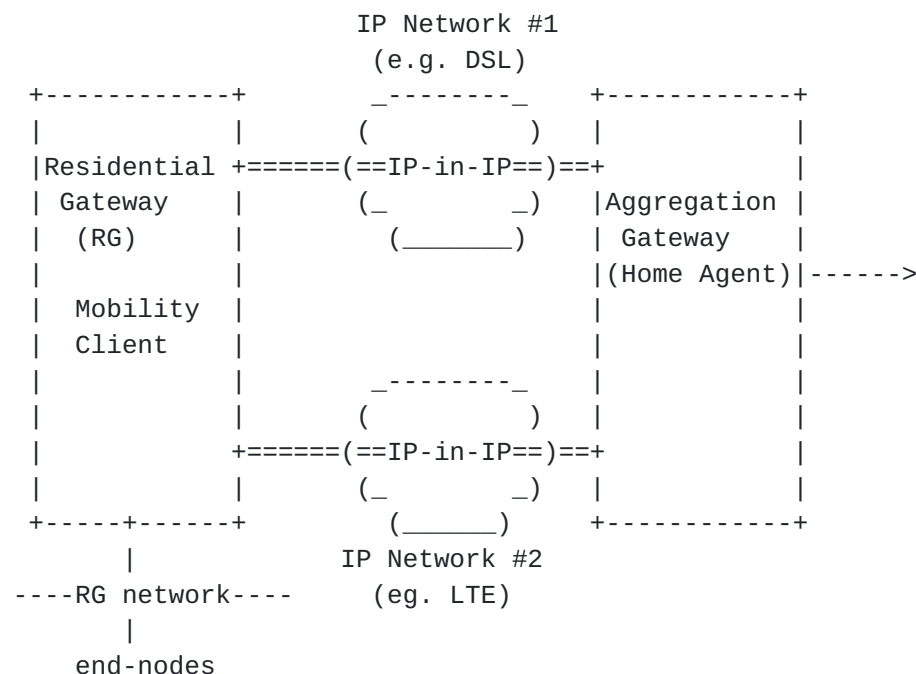 IP Network #1
(e.g. DSL)
Residential
Gateway
(RG)
Mobility
Client
IP-in-IP
Aggregation
Gateway
(Home Agent)
IP-in-IP
IP Network #2
(eg. LTE)
RG network
end-nodes